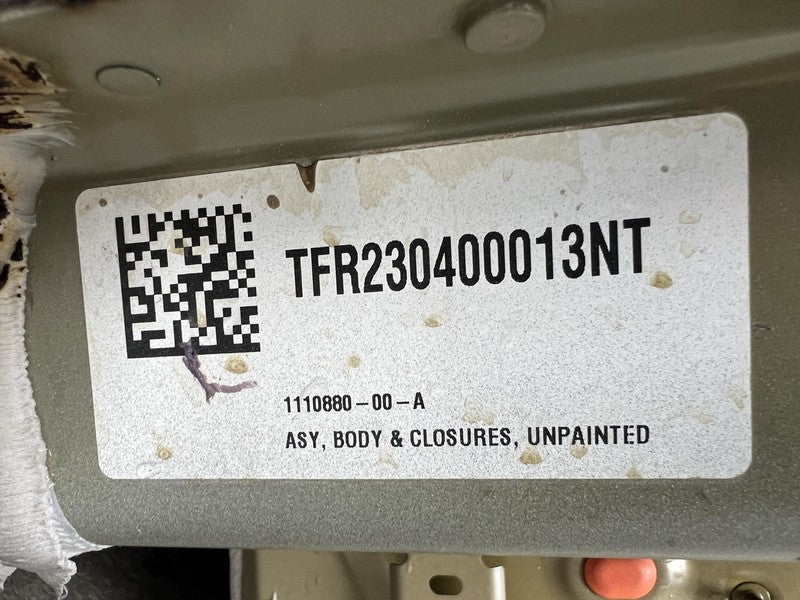 TFR230400013NT
1110880-00-A
ASY, BODY & CLOSURES, UNPAINTED